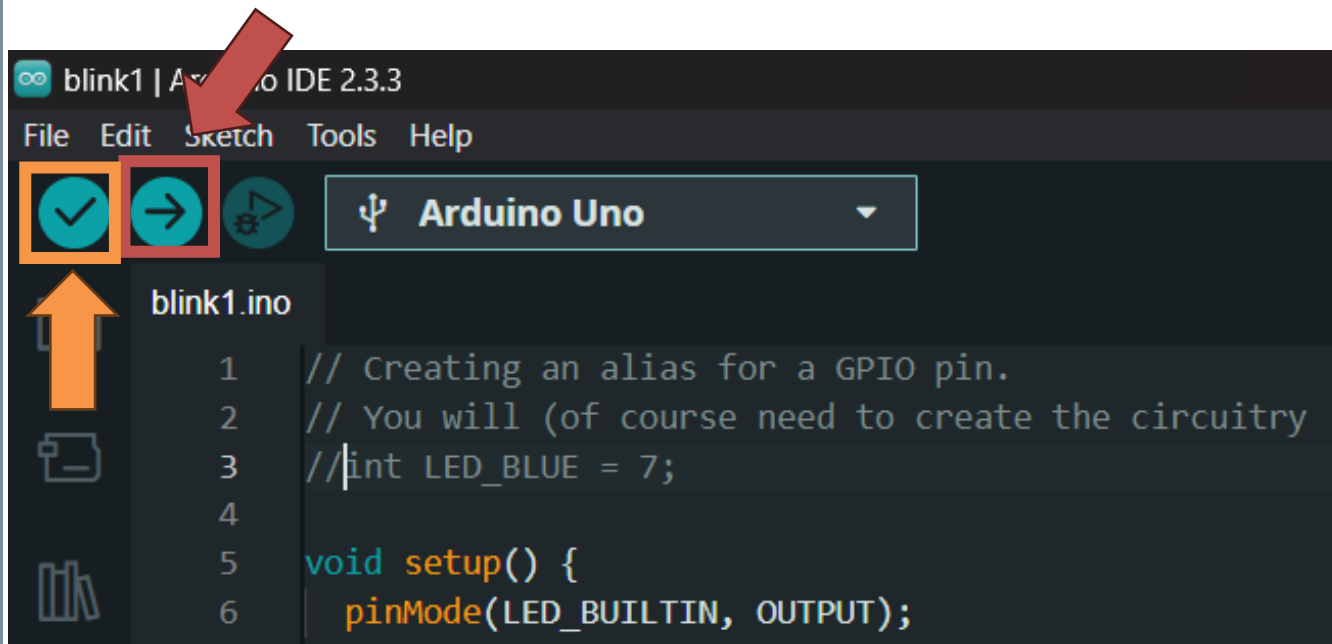 blink1 | Arduino IDE 2.3.3
File Edit Sketch Tools Help
Arduino Uno
blink1.ino
1 // Creating an alias for a GPIO pin.
2 // You will (of course need to create the circuitry
3 //int LED_BLUE = 7;
4
5 void setup() {
6 pinMode(LED_BUILTIN, OUTPUT);